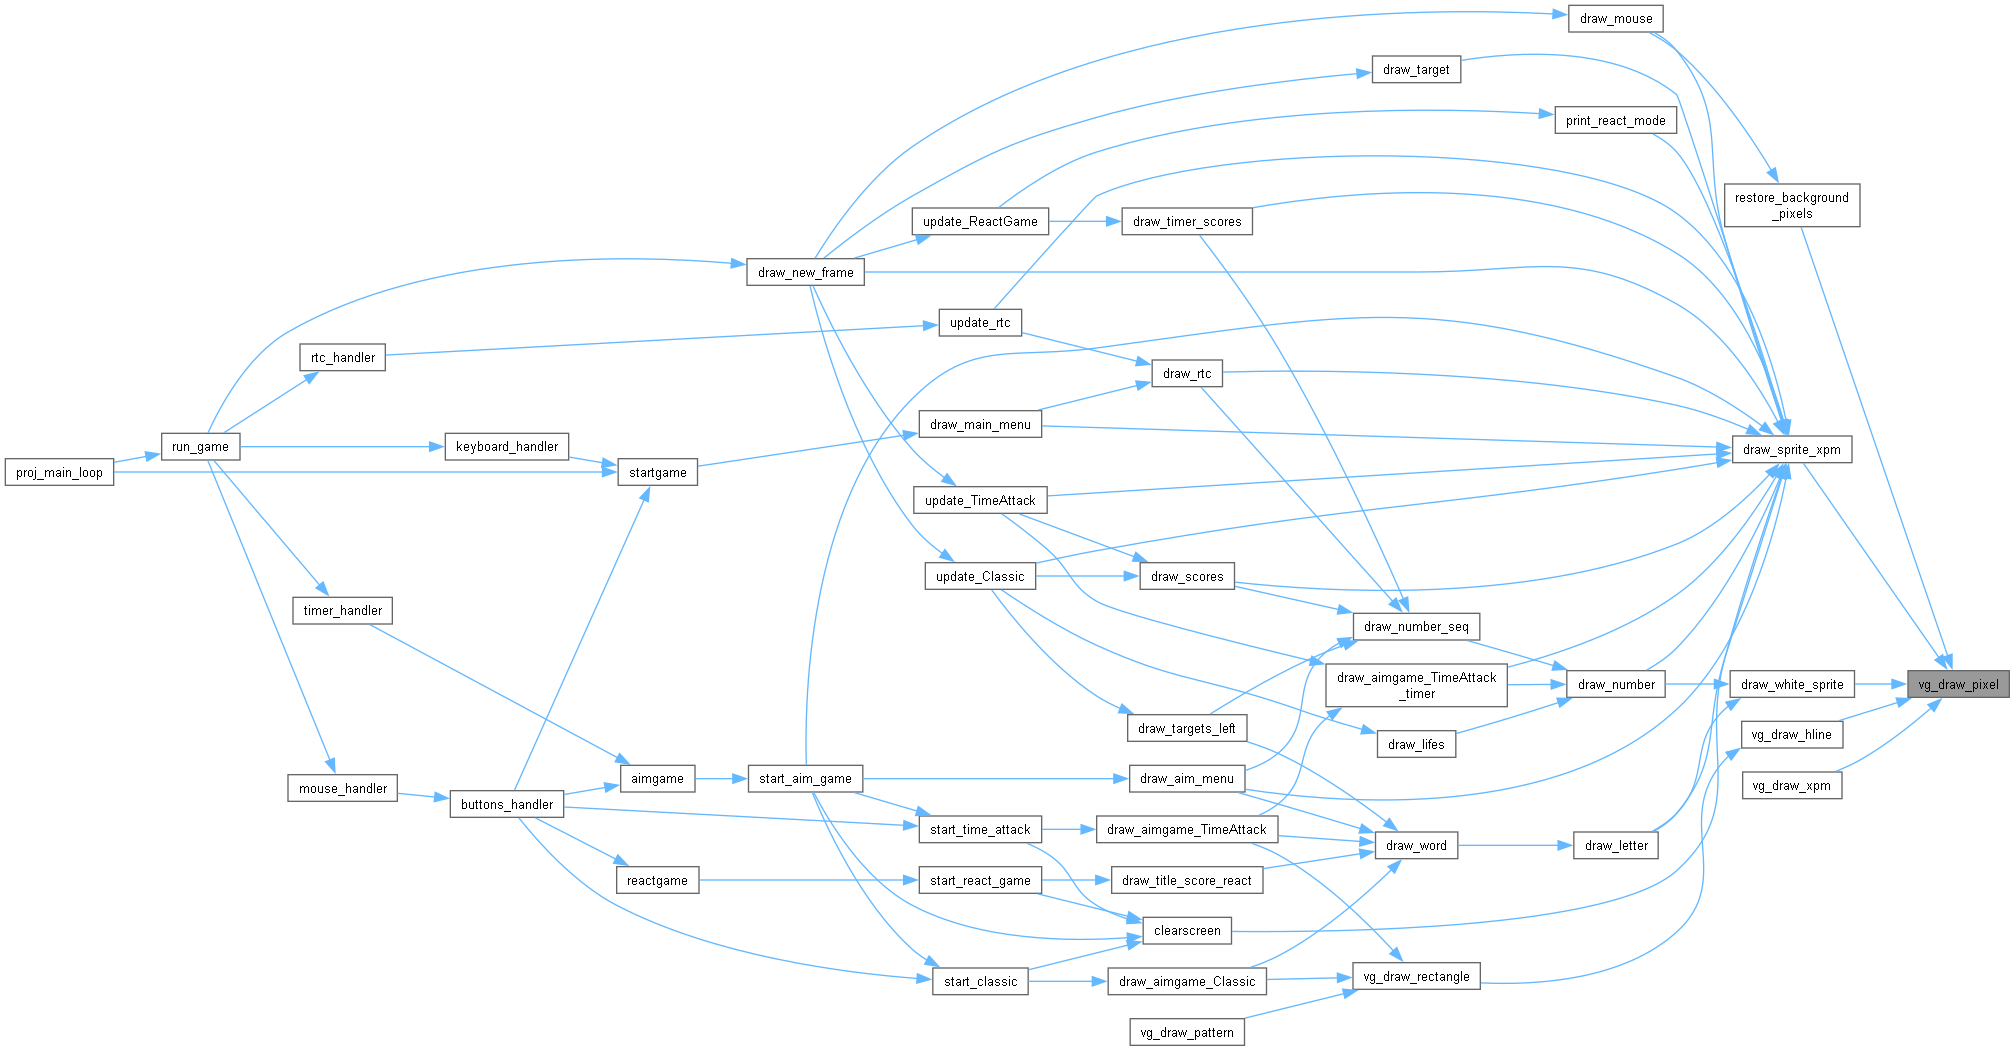 draw_mouse
draw_target
print_react_mode
restore_background
_pixels
update_ReactGame
draw_timer_scores
draw_new_frame
update_rtc
rtc_handler
draw_rtc
draw_main_menu
run_game
keyboard_handler
draw_sprite_xpm
proj_main_loop
startgame
update_TimeAttack
update_Classic
draw_scores
timer_handler
draw_number_seq
draw_aimgame_TimeAttack
_timer
draw_number
draw_white_sprite
vg_draw_pixel
draw_targets_left
draw_lifes
vg_draw_hline
mouse_handler
aimgame
start_aim_game
draw_aim_menu
vg_draw_xpm
buttons_handler
start_time_attack
draw_aimgame_TimeAttack
draw_word
draw_letter
reactgame
start_react_game
draw_title_score_react
clearscreen
start_classic
draw_aimgame_Classic
vg_draw_rectangle
vg_draw_pattern